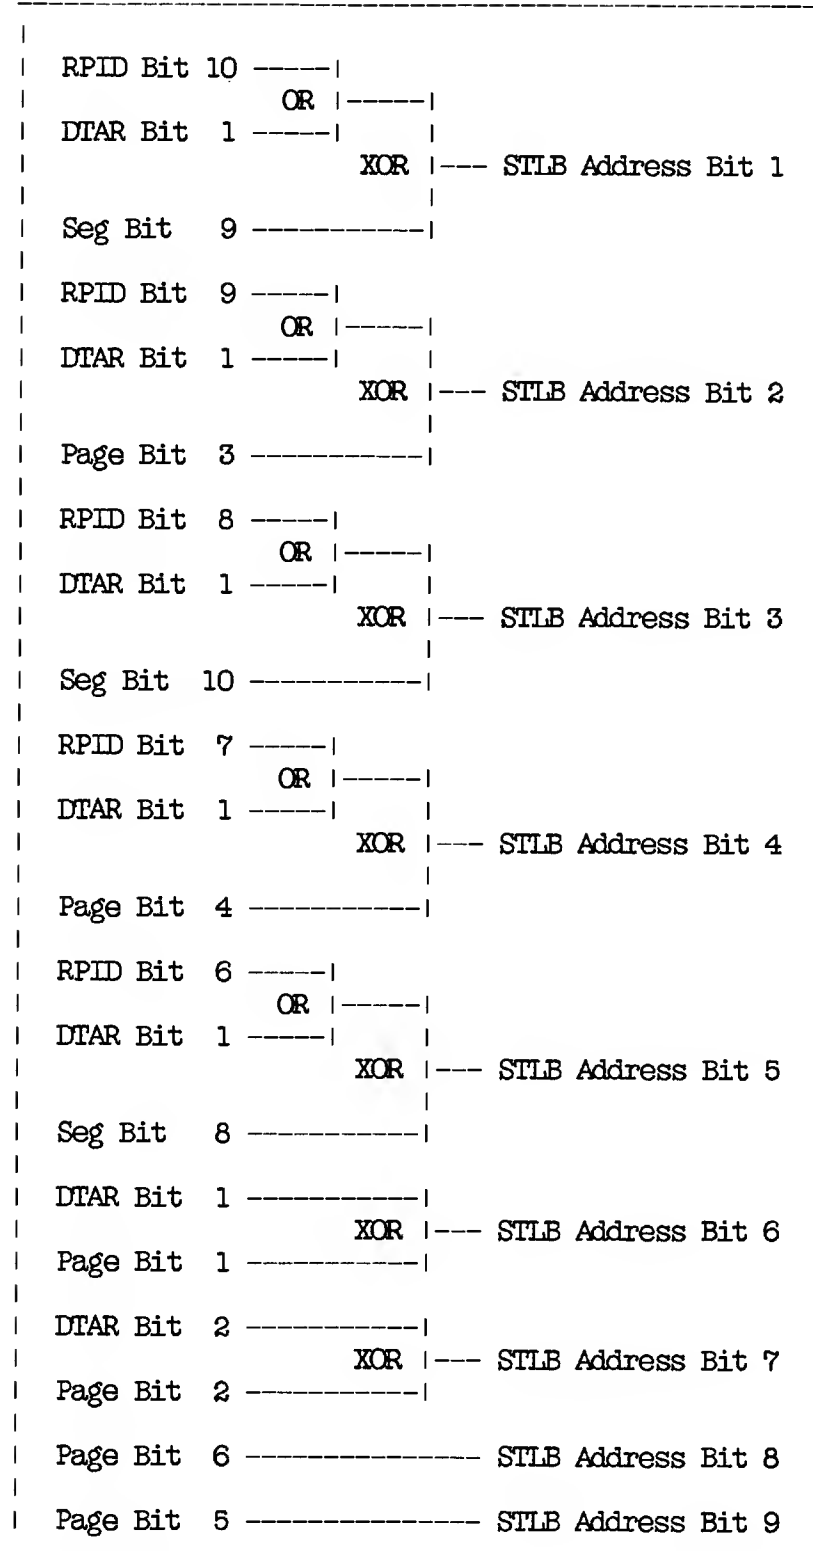 RPID Bit 10 -----|
OR |-----|
DTAR Bit 1 -----| |
XOR |--- STLB Address Bit 1
|
Seg Bit 9 -----------|
RPID Bit 9 -----|
OR |-----|
DTAR Bit 1 -----| |
XOR |--- STLB Address Bit 2
|
Page Bit 3 -----------|
RPID Bit 8 -----|
OR |-----|
DTAR Bit 1 -----| |
XOR |--- STLB Address Bit 3
|
Seg Bit 10 -----------|
RPID Bit 7 -----|
OR |-----|
DTAR Bit 1 -----| |
XOR |--- STLB Address Bit 4
|
Page Bit 4 -----------|
RPID Bit 6 -----|
OR |-----|
DTAR Bit 1 -----| |
XOR |--- STLB Address Bit 5
|
Seg Bit 8 -----------|
DTAR Bit 1 -----------|
XOR |--- STLB Address Bit 6
Page Bit 1 -----------|
DTAR Bit 2 -----------|
XOR |--- STLB Address Bit 7
Page Bit 2 -----------|
Page Bit 6 --------------- STLB Address Bit 8
Page Bit 5 --------------- STLB Address Bit 9